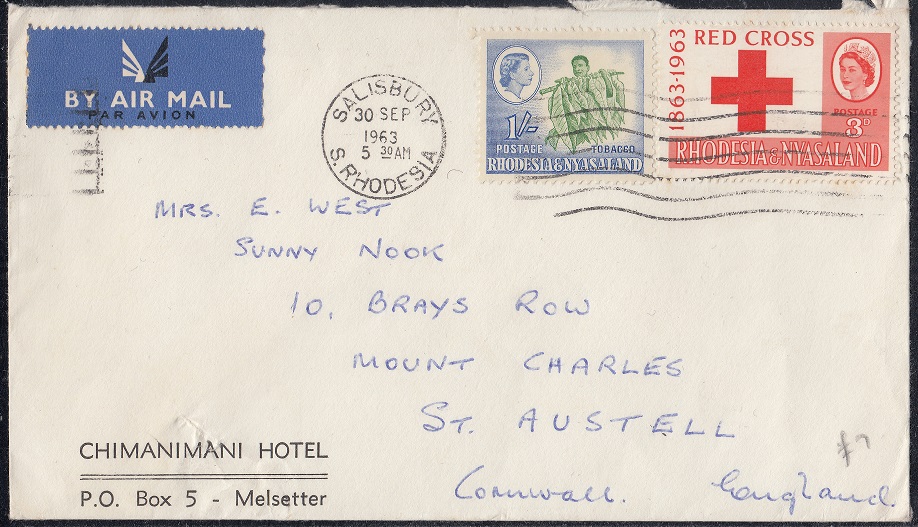 BY AIR MAIL
PAR AVION
SALISBURY
30 SEP
1963
5 30 AM
S. RHODESIA
1/-
POSTAGE TOBACCO
RHODESIA & NYASALAND
1863-1963
RED CROSS
POSTAGE
3D
RHODESIA & NYASALAND
MRS. E. WEST
SUNNY NOOK
10, BRAYS ROW
MOUNT CHARLES
ST. AUSTELL
Cornwall. England.
CHIMANIMANI HOTEL
P.O. Box 5 - Melsetter